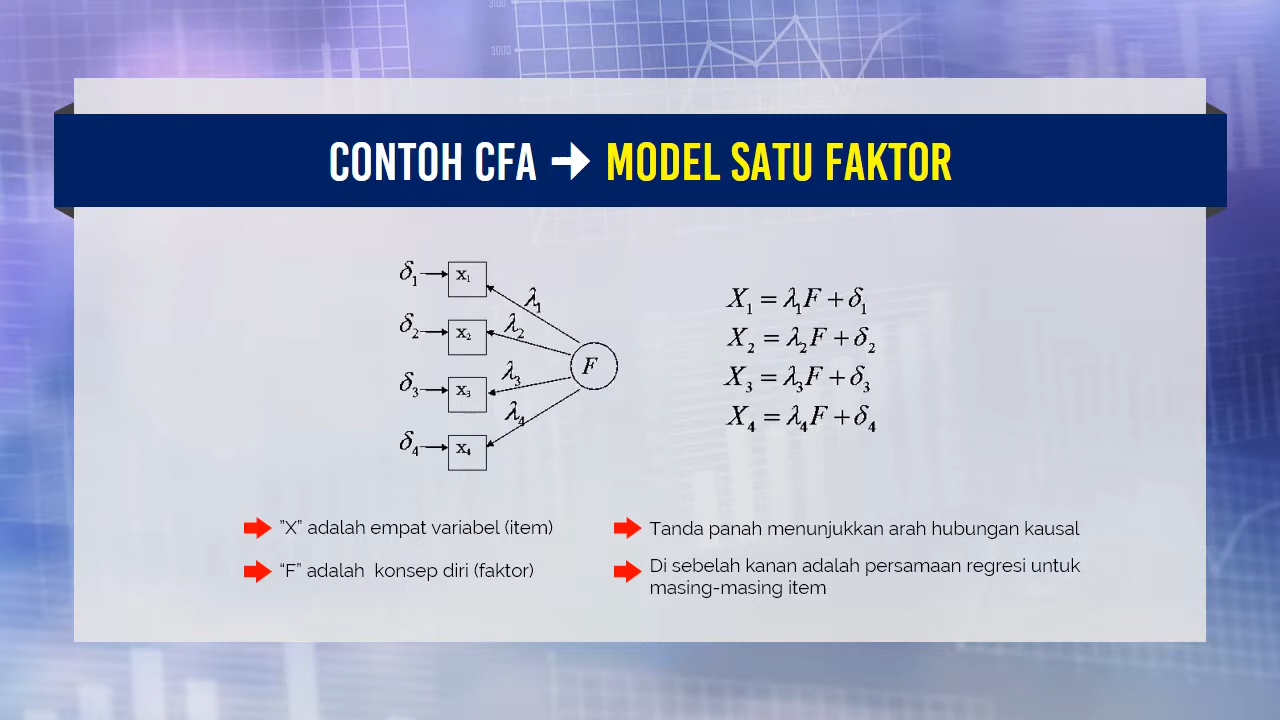 3000
CONTOH CFA → MODEL SATU FAKTOR
δ₁ x₁ λ₁
δ₂ x₂ λ₂
δ₃ x₃ λ₃
δ₄ x₄ λ₄
F
X₁ = λ₁F + δ₁
X₂ = λ₂F + δ₂
X₃ = λ₃F + δ₃
X₄ = λ₄F + δ₄
”X” adalah empat variabel (item)
“F” adalah konsep diri (faktor)
Tanda panah menunjukkan arah hubungan kausal
Di sebelah kanan adalah persamaan regresi untuk
masing-masing item